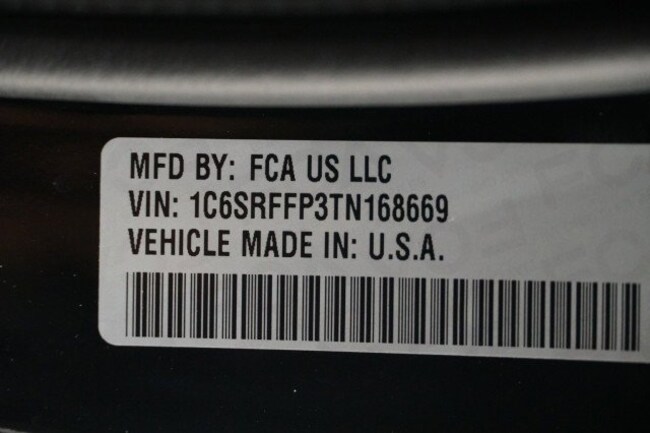 MFD BY: FCA US LLC
VIN: 1C6SRFFP3TN168669
VEHICLE MADE IN: U.S.A.